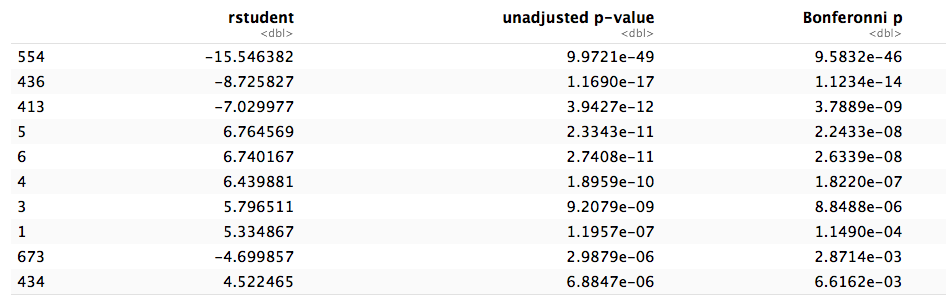 rstudent unadjusted p-value Bonferonni p
<dbl> <dbl> <dbl>
554 -15.546382 9.9721e-49 9.5832e-46
436 -8.725827 1.1690e-17 1.1234e-14
413 -7.029977 3.9427e-12 3.7889e-09
5 6.764569 2.3343e-11 2.2433e-08
6 6.740167 2.7408e-11 2.6339e-08
4 6.439881 1.8959e-10 1.8220e-07
3 5.796511 9.2079e-09 8.8488e-06
1 5.334867 1.1957e-07 1.1490e-04
673 -4.699857 2.9879e-06 2.8714e-03
434 4.522465 6.8847e-06 6.6162e-03